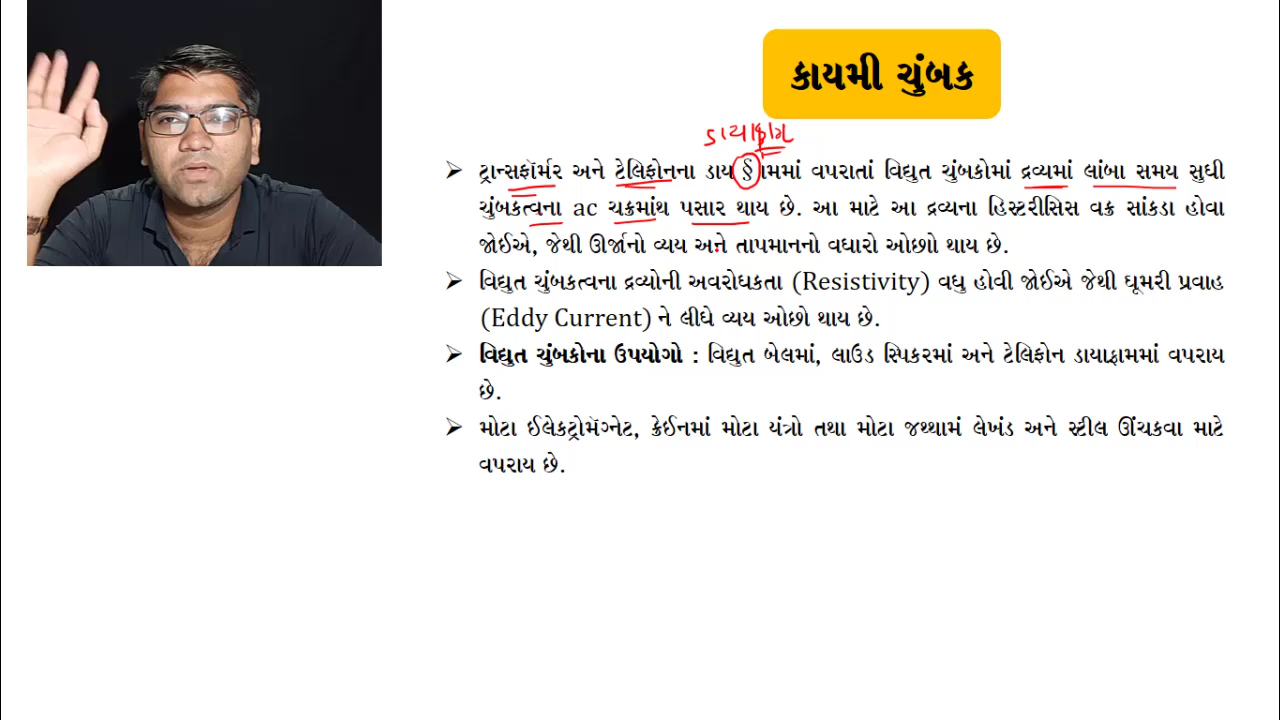 કાયમી ચુંબક
ડાયાફ્રામ
➢ ટ્રાન્સફૉર્મર અને ટેલિફોનના ડાય §ામમાં વપરાતાં વિદ્યુત ચુંબકોમાં દ્રવ્યમાં લાંબા સમય સુધી
ચુંબકત્વના ac ચક્રમાંથ પસાર થાય છે. આ માટે આ દ્રવ્યના હિસ્ટરીસિસ વક્ર સાંકડા હોવા
જોઈએ, જેથી ઊર્જાનો વ્યય અને તાપમાનનો વધારો ઓછો થાય છે.
➢ વિદ્યુત ચુંબકત્વના દ્રવ્યોની અવરોધકતા (Resistivity) વધુ હોવી જોઈએ જેથી ઘૂમરી પ્રવાહ
(Eddy Current) ને લીધે વ્યય ઓછો થાય છે.
➢ વિદ્યુત ચુંબકોના ઉપયોગો : વિદ્યુત બેલમાં, લાઉડ સ્પિકરમાં અને ટેલિફોન ડાયાફ્રામમાં વપરાય
છે.
➢ મોટા ઈલેક્ટ્રોમૅગ્નેટ, ક્રેઈનમાં મોટા યંત્રો તથા મોટા જથ્થામં લેખંડ અને સ્ટીલ ઊંચકવા માટે
વપરાય છે.